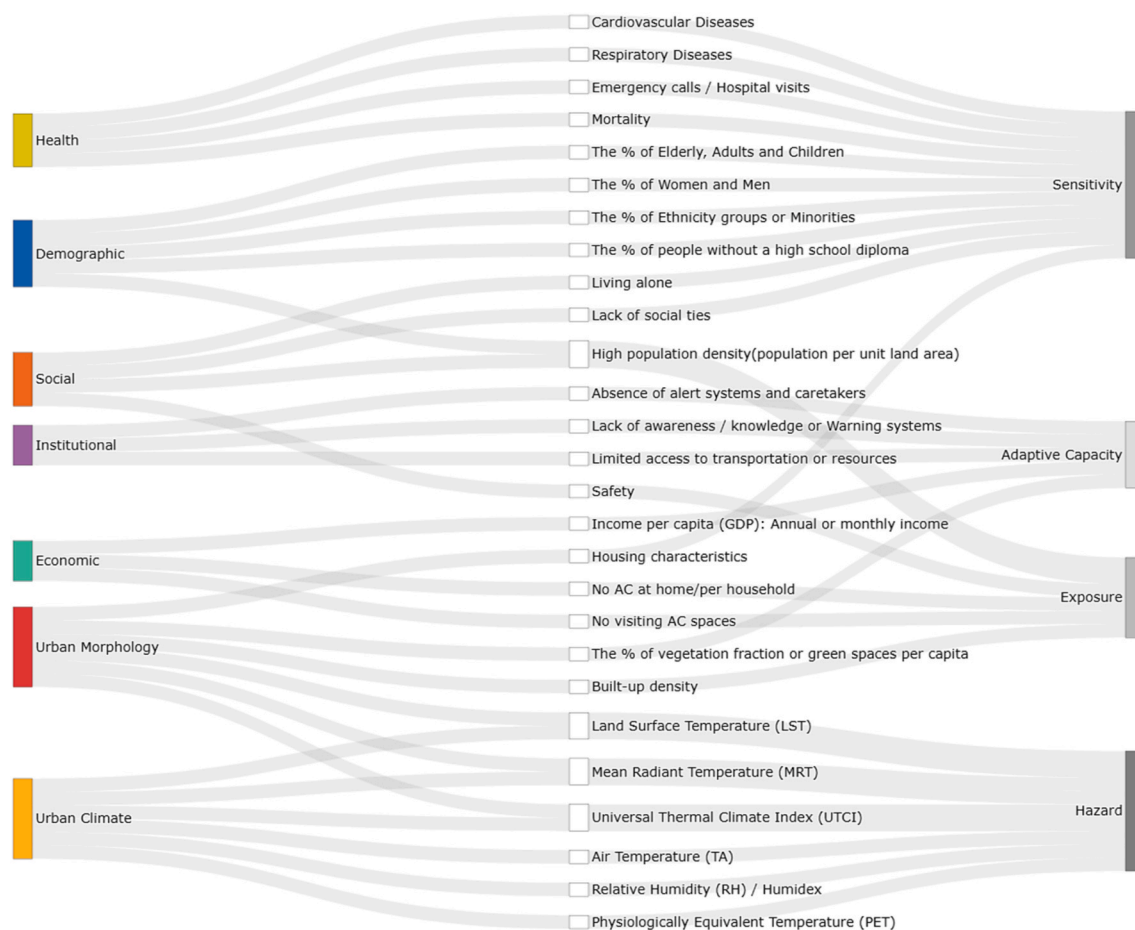 Health
Demographic
Social
Institutional
Economic
Urban Morphology
Urban Climate
Cardiovascular Diseases
Respiratory Diseases
Emergency calls / Hospital visits
Mortality
The % of Elderly, Adults and Children
The % of Women and Men
The % of Ethnicity groups or Minorities
The % of people without a high school diploma
Living alone
Lack of social ties
High population density(population per unit land area)
Absence of alert systems and caretakers
Lack of awareness / knowledge or Warning systems
Limited access to transportation or resources
Safety
Income per capita (GDP): Annual or monthly income
Housing characteristics
No AC at home/per household
No visiting AC spaces
The % of vegetation fraction or green spaces per capita
Built-up density
Land Surface Temperature (LST)
Mean Radiant Temperature (MRT)
Universal Thermal Climate Index (UTCI)
Air Temperature (TA)
Relative Humidity (RH) / Humidex
Physiologically Equivalent Temperature (PET)
Sensitivity
Adaptive Capacity
Exposure
Hazard